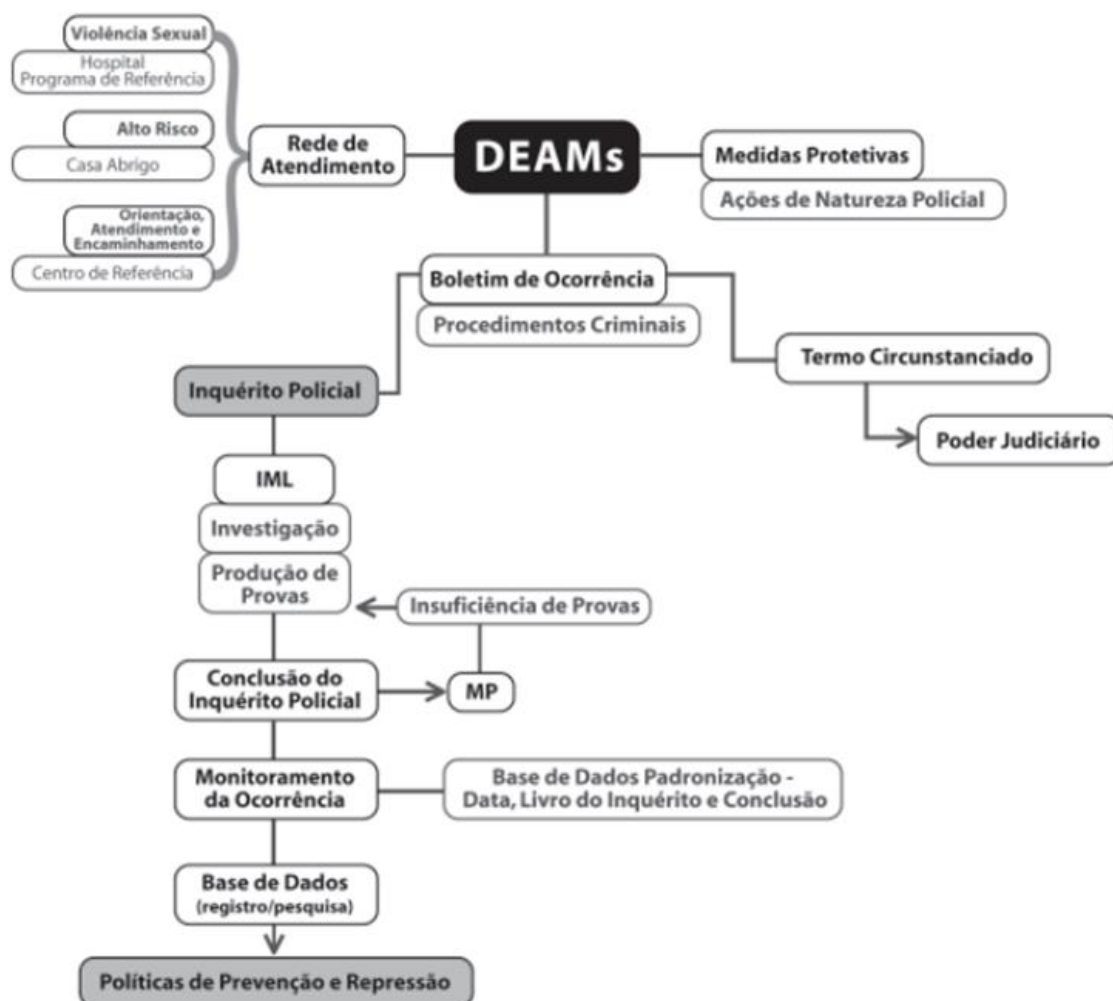 Violência Sexual
Hospital
Programa de Referência
Alto Risco
Casa Abrigo
Orientação,
Atendimento e
Encaminhamento
Centro de Referência
Rede de
Atendimento
DEAMs
Medidas Protetivas
Ações de Natureza Policial
Boletim de Ocorrência
Procedimentos Criminais
Termo Circunstanciado
Poder Judiciário
Inquérito Policial
IML
Investigação
Produção de
Provas
Insuficiência de Provas
Conclusão do
Inquérito Policial
MP
Monitoramento
da Ocorrência
Base de Dados Padronização -
Data, Livro do Inquérito e Conclusão
Base de Dados
(registro/pesquisa)
Políticas de Prevenção e Repressão